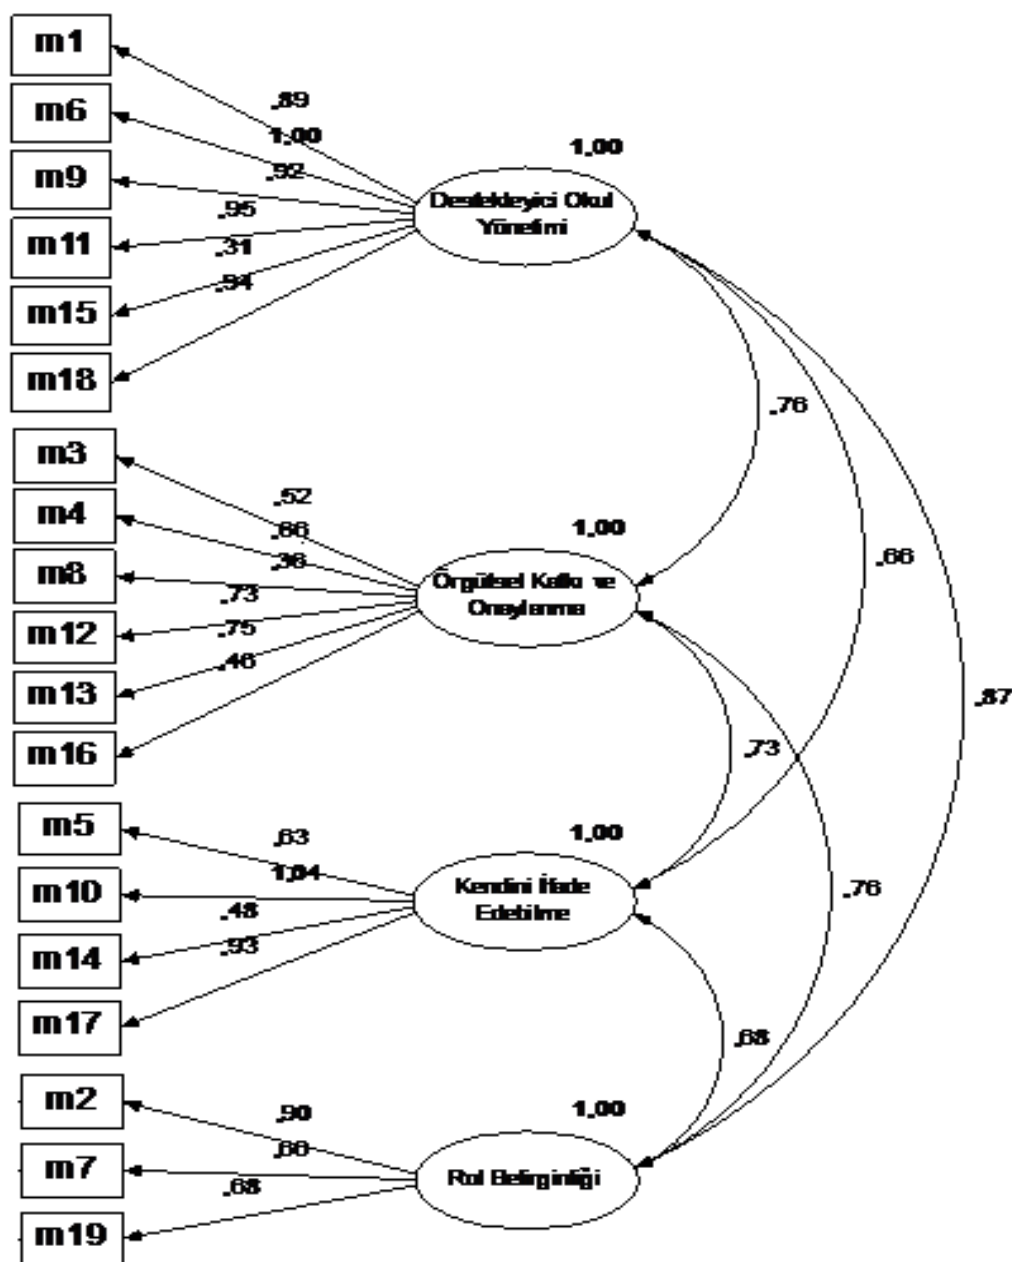 m1
m6
m9
m11
m15
m18
,89
1,00
,92
,95
,31
,94
1,00
Destekleyici Okul
Yönetimi
m3
m4
m8
m12
m13
m16
,52
,66
,36
,73
,75
,46
1,00
Örgütsel Katkı ve
Onaylanma
m5
m10
m14
m17
,63
1,04
,48
,93
1,00
Kendini İfade
Edebilme
m2
m7
m19
,90
,66
,68
1,00
Rol Belirginliği
,76
,66
,87
,73
,76
,68